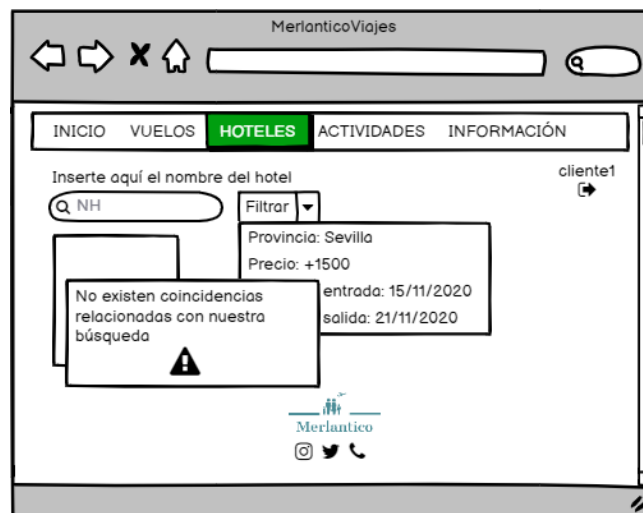 MerlanticoViajes
INICIO VUELOS HOTELES ACTIVIDADES INFORMACIÓN
Inserte aquí el nombre del hotel
cliente1
NH
Filtrar
Provincia: Sevilla
Precio: +1500
entrada: 15/11/2020
salida: 21/11/2020
No existen coincidencias
relacionadas con nuestra
búsqueda
Merlantico